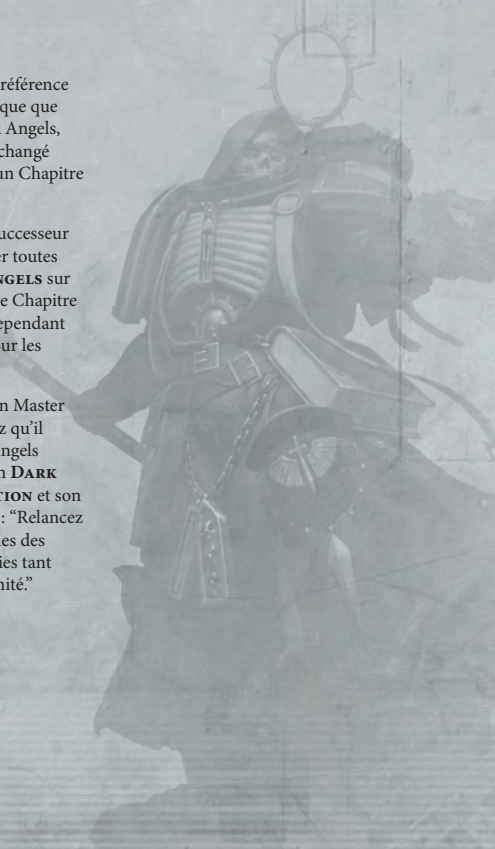 référence
que que
Angels,
changé
un Chapitre
uccesseur
er toutes
NGELS sur
e Chapitre
ependant
ur les
n Master
z qu'il
ngels
n DARK
TION et son
: “Relancez
es des
ies tant
nité.”